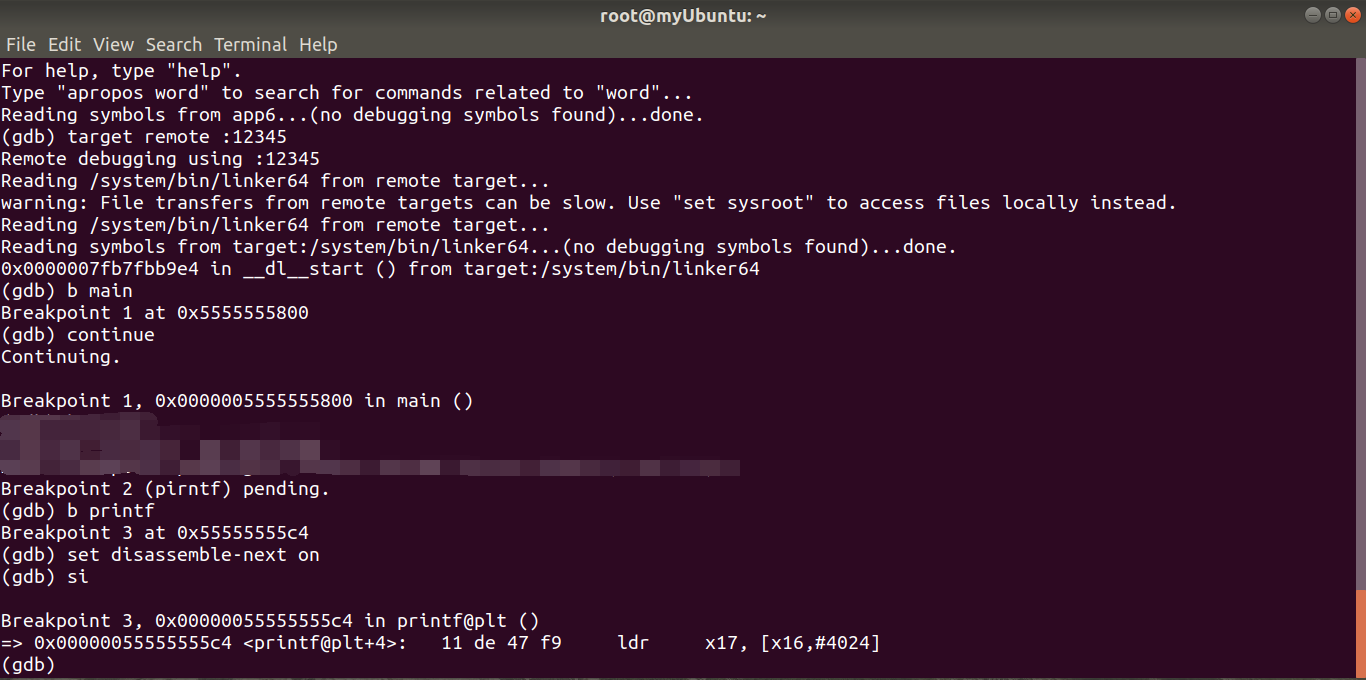 root@myUbuntu: ~
File Edit View Search Terminal Help
For help, type "help".
Type "apropos word" to search for commands related to "word"...
Reading symbols from app6...(no debugging symbols found)...done.
(gdb) target remote :12345
Remote debugging using :12345
Reading /system/bin/linker64 from remote target...
warning: File transfers from remote targets can be slow. Use "set sysroot" to access files locally instead.
Reading /system/bin/linker64 from remote target...
Reading symbols from target:/system/bin/linker64...(no debugging symbols found)...done.
0x0000007fb7fbb9e4 in __dl__start () from target:/system/bin/linker64
(gdb) b main
Breakpoint 1 at 0x5555555800
(gdb) continue
Continuing.
Breakpoint 1, 0x0000005555555800 in main ()
Breakpoint 2 (pirntf) pending.
(gdb) b printf
Breakpoint 3 at 0x55555555c4
(gdb) set disassemble-next on
(gdb) si
Breakpoint 3, 0x00000055555555c4 in printf@plt ()
=> 0x00000055555555c4 <printf@plt+4>: 11 de 47 f9 ldr x17, [x16,#4024]
(gdb)